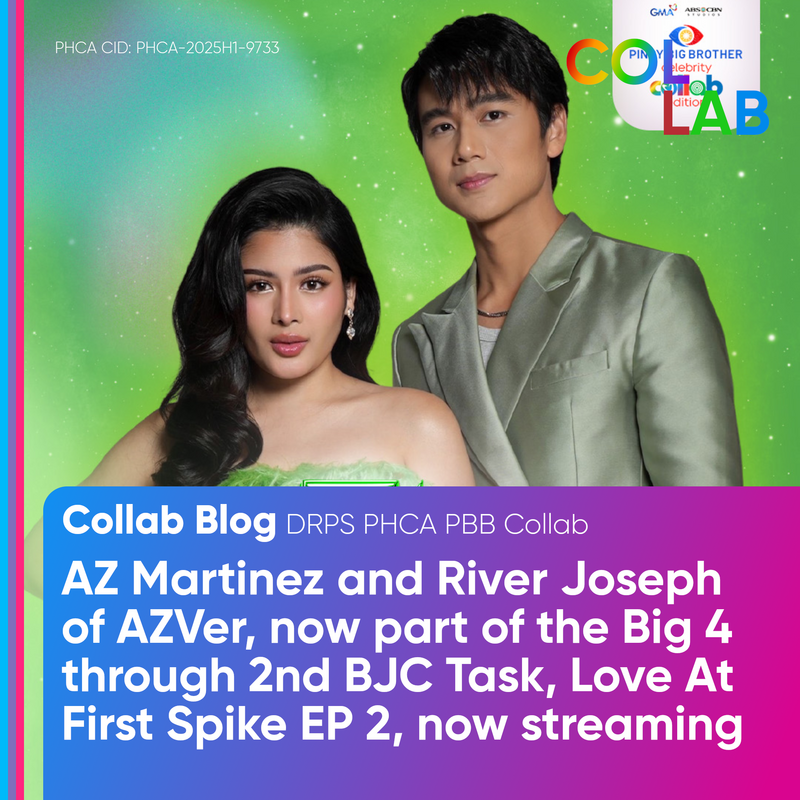 PHCA CID: PHCA-2025H1-9733
GMA ABS-CBN
STUDIOS
COL
PINOY BIG BROTHER
celebrity
collab
edition
LAB
Collab Blog DRPS PHCA PBB Collab
AZ Martinez and River Joseph
of AZVer, now part of the Big 4
through 2nd BJC Task, Love At
First Spike EP 2, now streaming